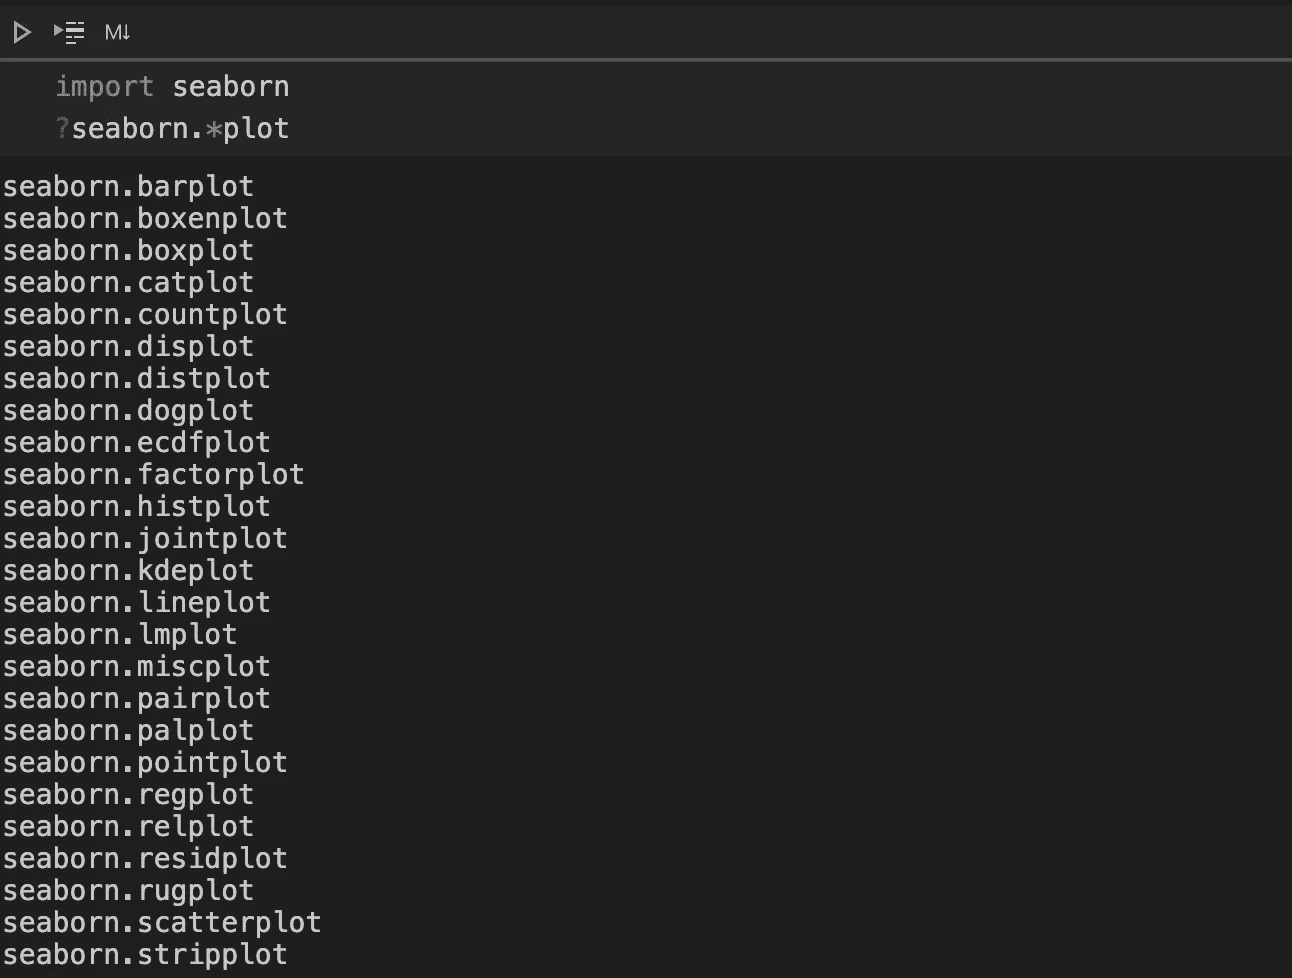 M↓
import seaborn
?seaborn.*plot
seaborn.barplot
seaborn.boxenplot
seaborn.boxplot
seaborn.catplot
seaborn.countplot
seaborn.displot
seaborn.distplot
seaborn.dogplot
seaborn.ecdfplot
seaborn.factorplot
seaborn.histplot
seaborn.jointplot
seaborn.kdeplot
seaborn.lineplot
seaborn.lmplot
seaborn.miscplot
seaborn.pairplot
seaborn.palplot
seaborn.pointplot
seaborn.regplot
seaborn.relplot
seaborn.residplot
seaborn.rugplot
seaborn.scatterplot
seaborn.stripplot